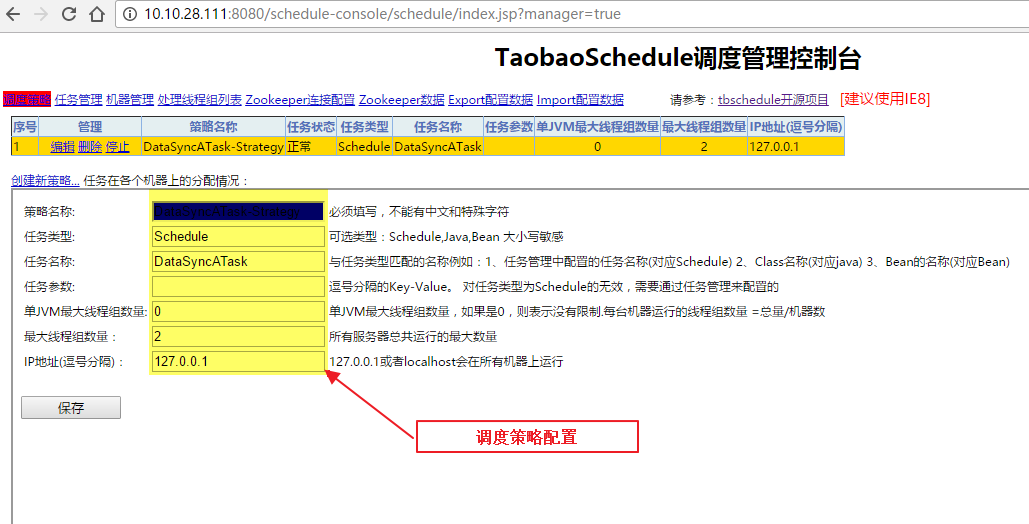 10.10.28.111:8080/schedule-console/schedule/index.jsp?manager=true
TaobaoSchedule调度管理控制台
调度策略 任务管理 机器管理 处理线程组列表 Zookeeper连接配置 Zookeeper数据 Export配置数据 Import配置数据 请参考：tbschedule开源项目 [建议使用IE8]
序号 管理 策略名称 任务状态 任务类型 任务名称 任务参数 单JVM最大线程组数量 最大线程组数量 IP地址(逗号分隔)
1 编辑 删除 停止 DataSyncATask-Strategy 正常 Schedule DataSyncATask 0 2 127.0.0.1
创建新策略... 任务在各个机器上的分配情况：
策略名称: DataSyncATask-Strategy 必须填写，不能有中文和特殊字符
任务类型: Schedule 可选类型：Schedule,Java,Bean 大小写敏感
任务名称: DataSyncATask 与任务类型匹配的名称例如：1、任务管理中配置的任务名称(对应Schedule) 2、Class名称(对应java) 3、Bean的名称(对应Bean)
任务参数: 逗号分隔的Key-Value。 对任务类型为Schedule的无效，需要通过任务管理来配置的
单JVM最大线程组数量: 0 单JVM最大线程组数量，如果是0，则表示没有限制.每台机器运行的线程组数量 =总量/机器数
最大线程组数量： 2 所有服务器总共运行的最大数量
IP地址(逗号分隔)： 127.0.0.1 127.0.0.1或者localhost会在所有机器上运行
保存
调度策略配置